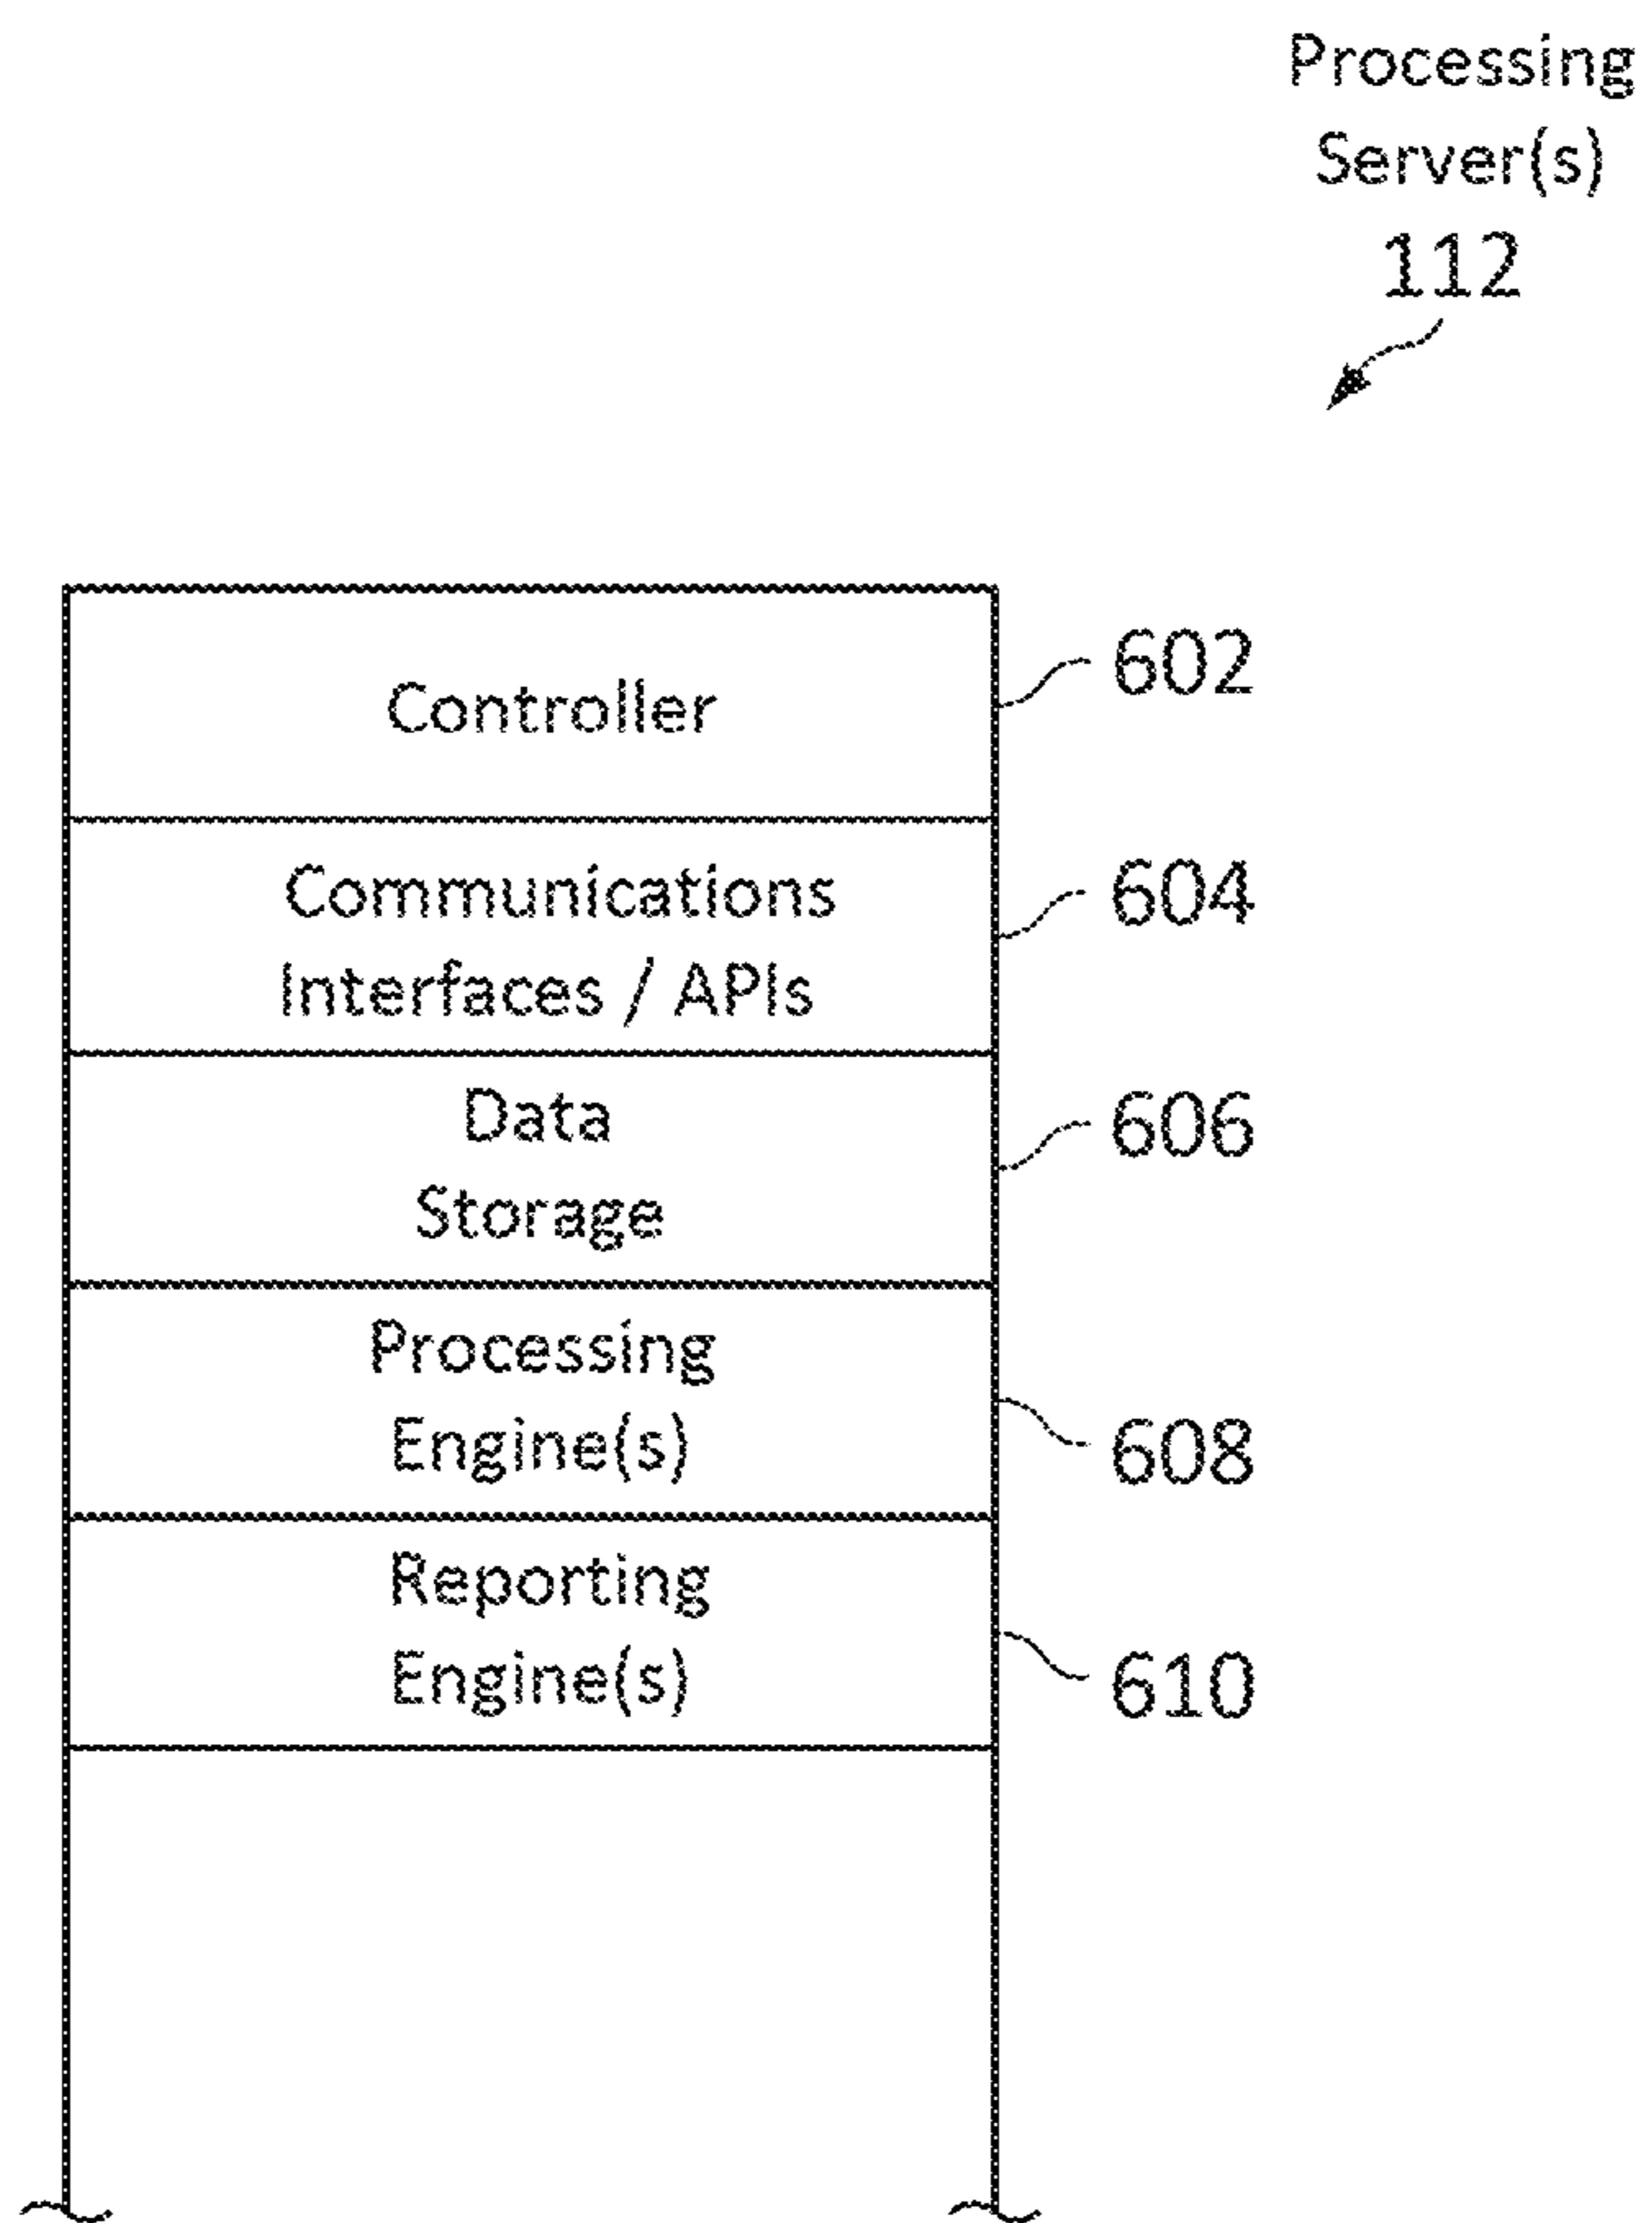 Processing
Server(s)
112
Controller
602
Communications
Interfaces / APIs
604
Data
Storage
606
Processing
Engine(s)
608
Reporting
Engine(s)
610